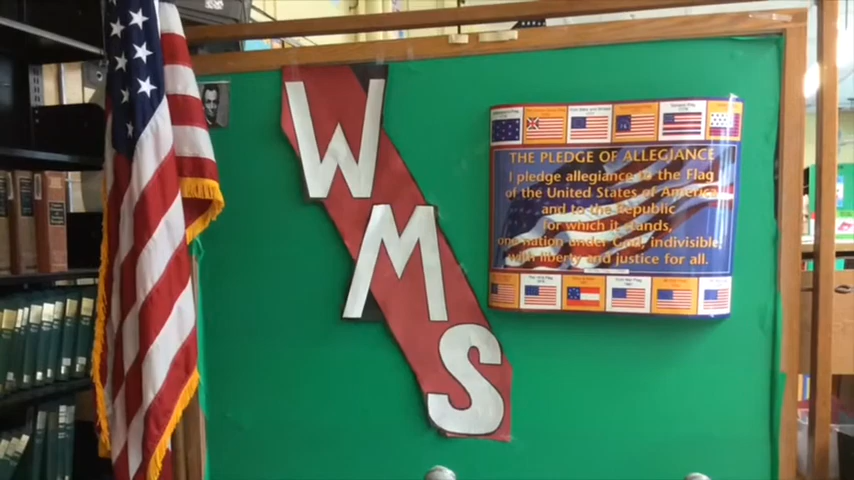 W
M
S
THE PLEDGE OF ALLEGIANCE
I pledge allegiance to the Flag
of the United States of America
and to the Republic
for which it stands,
one nation under God, indivisible
with liberty and justice for all.